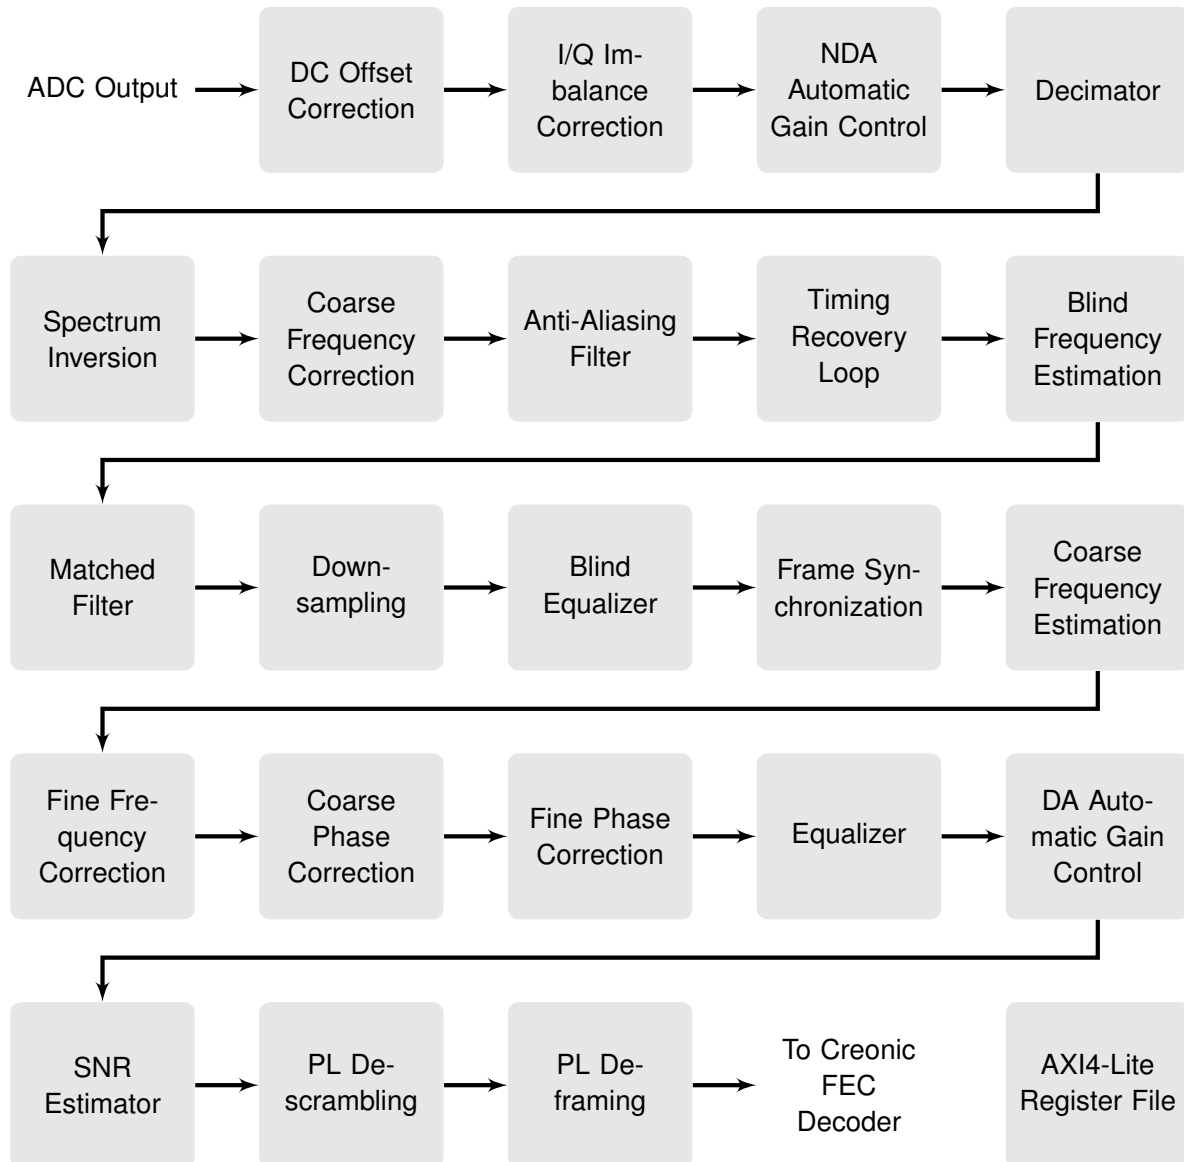 ADC Output
DC Offset
Correction
I/Q Im-
balance
Correction
NDA
Automatic
Gain Control
Decimator
Spectrum
Inversion
Coarse
Frequency
Correction
Anti-Aliasing
Filter
Timing
Recovery
Loop
Blind
Frequency
Estimation
Matched
Filter
Down-
sampling
Blind
Equalizer
Frame Syn-
chronization
Coarse
Frequency
Estimation
Fine Fre-
quency
Correction
Coarse
Phase
Correction
Fine Phase
Correction
Equalizer
DA Auto-
matic Gain
Control
SNR
Estimator
PL De-
scrambling
PL De-
framing
To Creonic
FEC
Decoder
AXI4-Lite
Register File